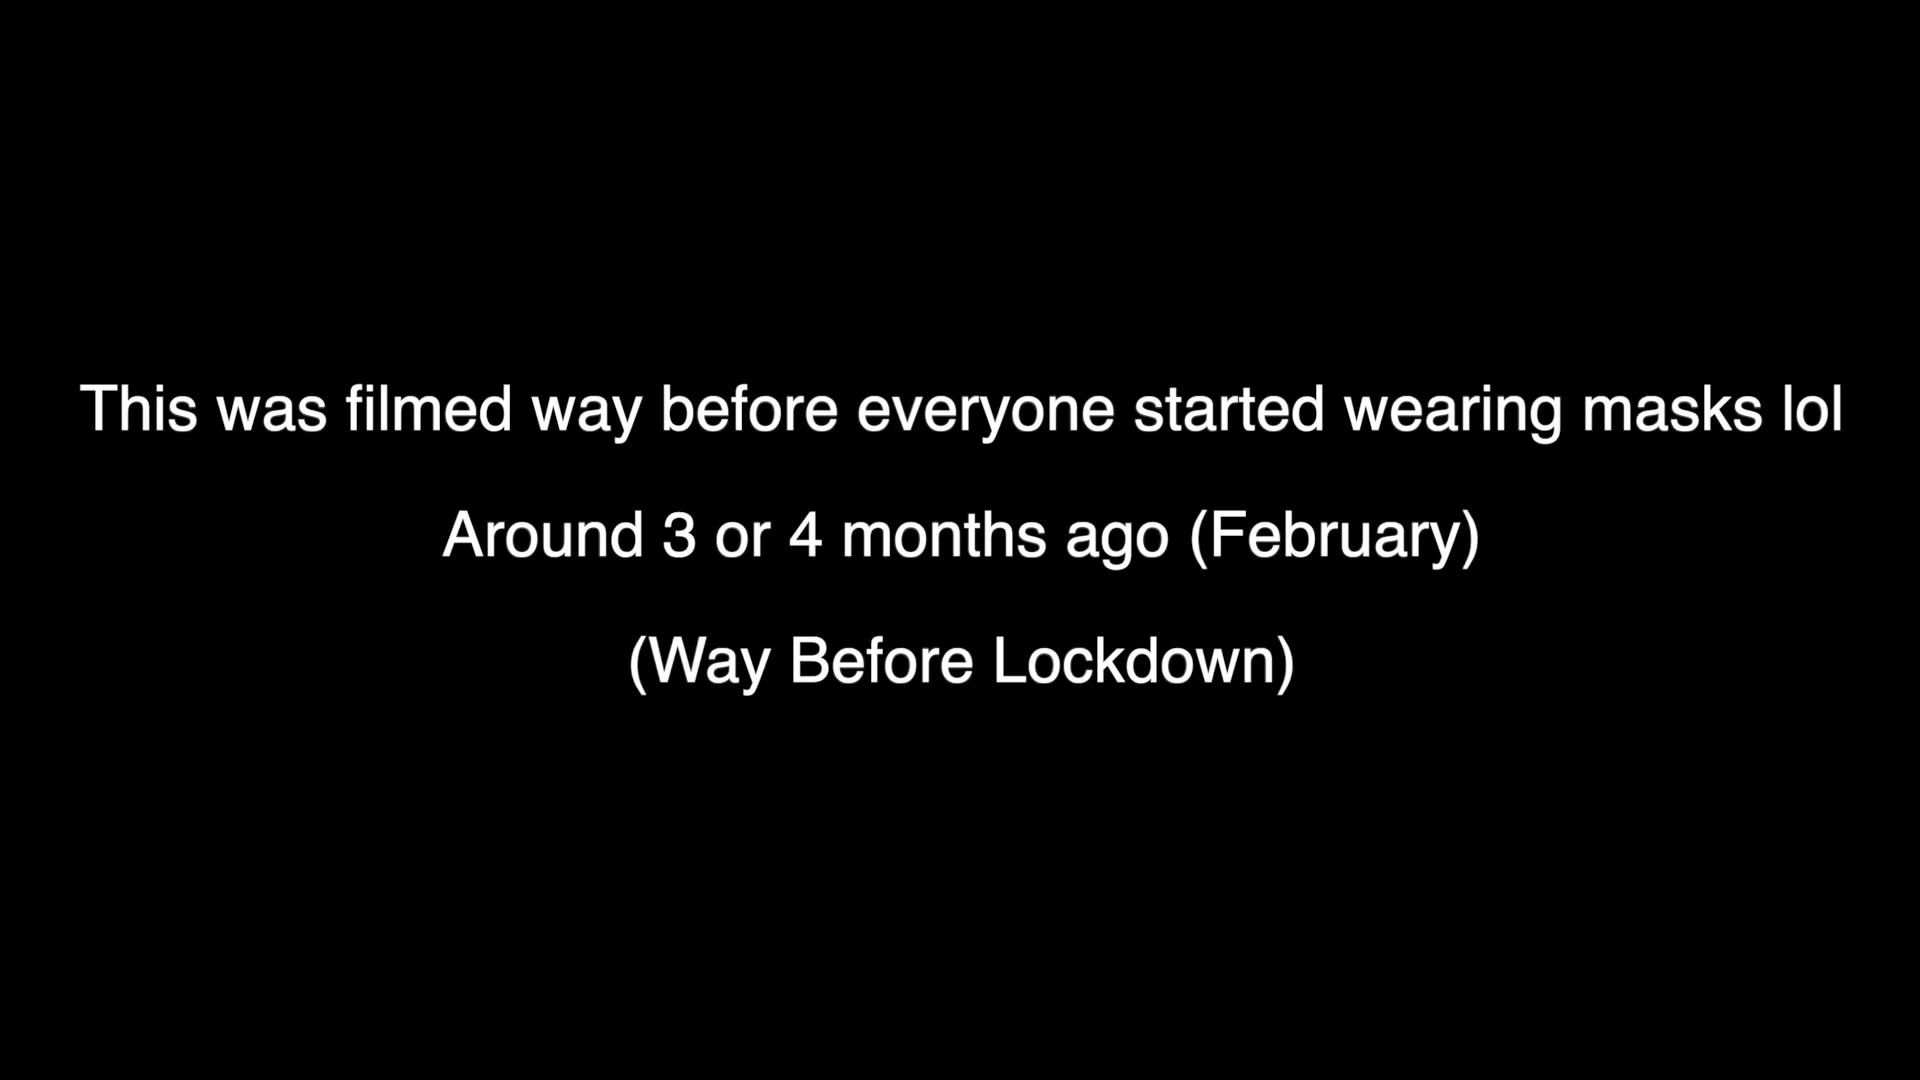 This was filmed way before everyone started wearing masks lol
Around 3 or 4 months ago (February)
(Way Before Lockdown)